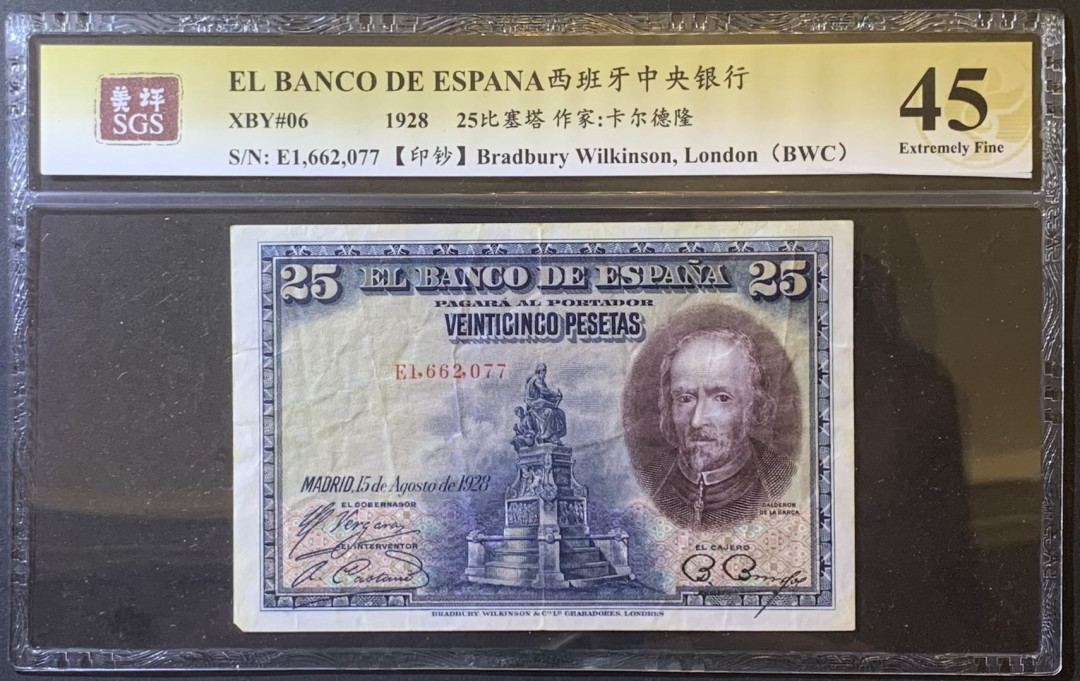 美评
SGS
EL BANCO DE ESPANA西班牙中央银行
XBY#06 1928 25比塞塔 作家:卡尔德隆
S/N: E1,662,077【印钞】Bradbury Wilkinson, London（BWC）
45
Extremely Fine
25 EL BANCO DE ESPAÑA 25
PAGARÁ AL PORTADOR
VEINTICINCO PESETAS
E1,662,077
MADRID, 15 de Agosto de 1928
EL GOBERNADOR
EL INTERVENTOR
EL CAJERO
CALDERON
DE LA BARCA
BRADBURY, WILKINSON & Cº Lº GRABADORES, LONDRES